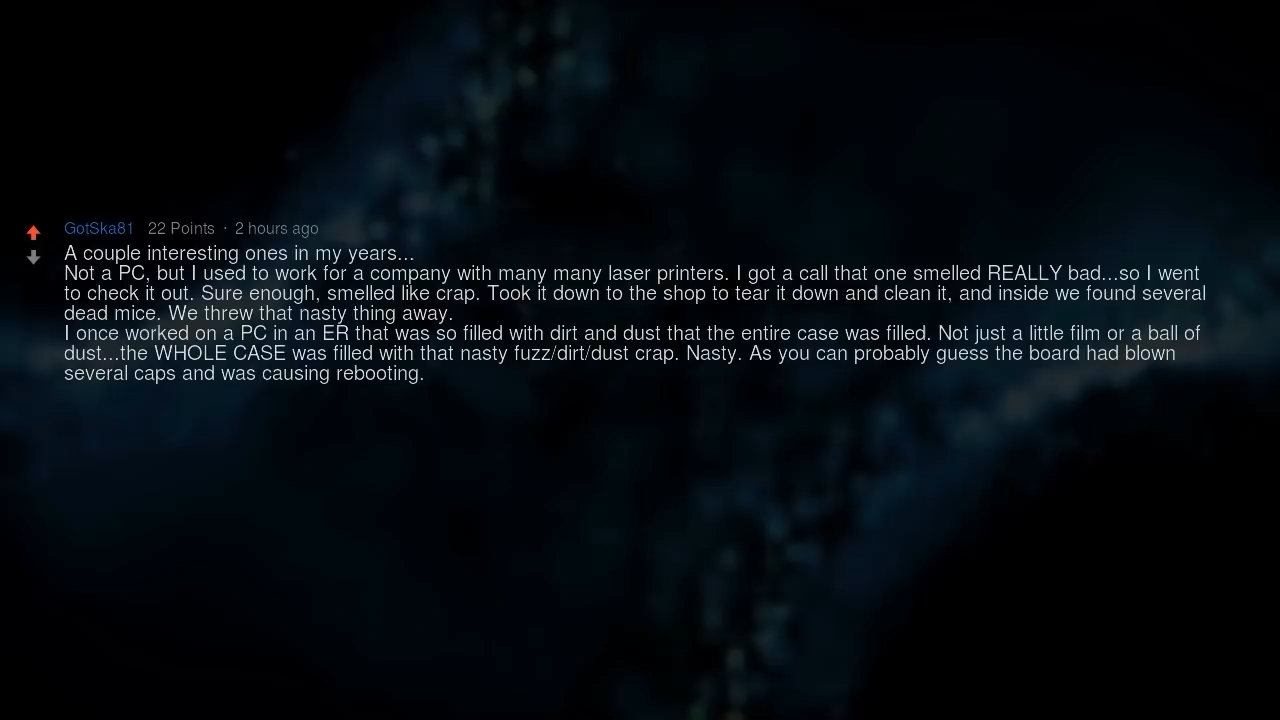 GotSka81 22 Points · 2 hours ago
A couple interesting ones in my years...
Not a PC, but I used to work for a company with many many laser printers. I got a call that one smelled REALLY bad...so I went
to check it out. Sure enough, smelled like crap. Took it down to the shop to tear it down and clean it, and inside we found several
dead mice. We threw that nasty thing away.
I once worked on a PC in an ER that was so filled with dirt and dust that the entire case was filled. Not just a little film or a ball of
dust...the WHOLE CASE was filled with that nasty fuzz/dirt/dust crap. Nasty. As you can probably guess the board had blown
several caps and was causing rebooting.